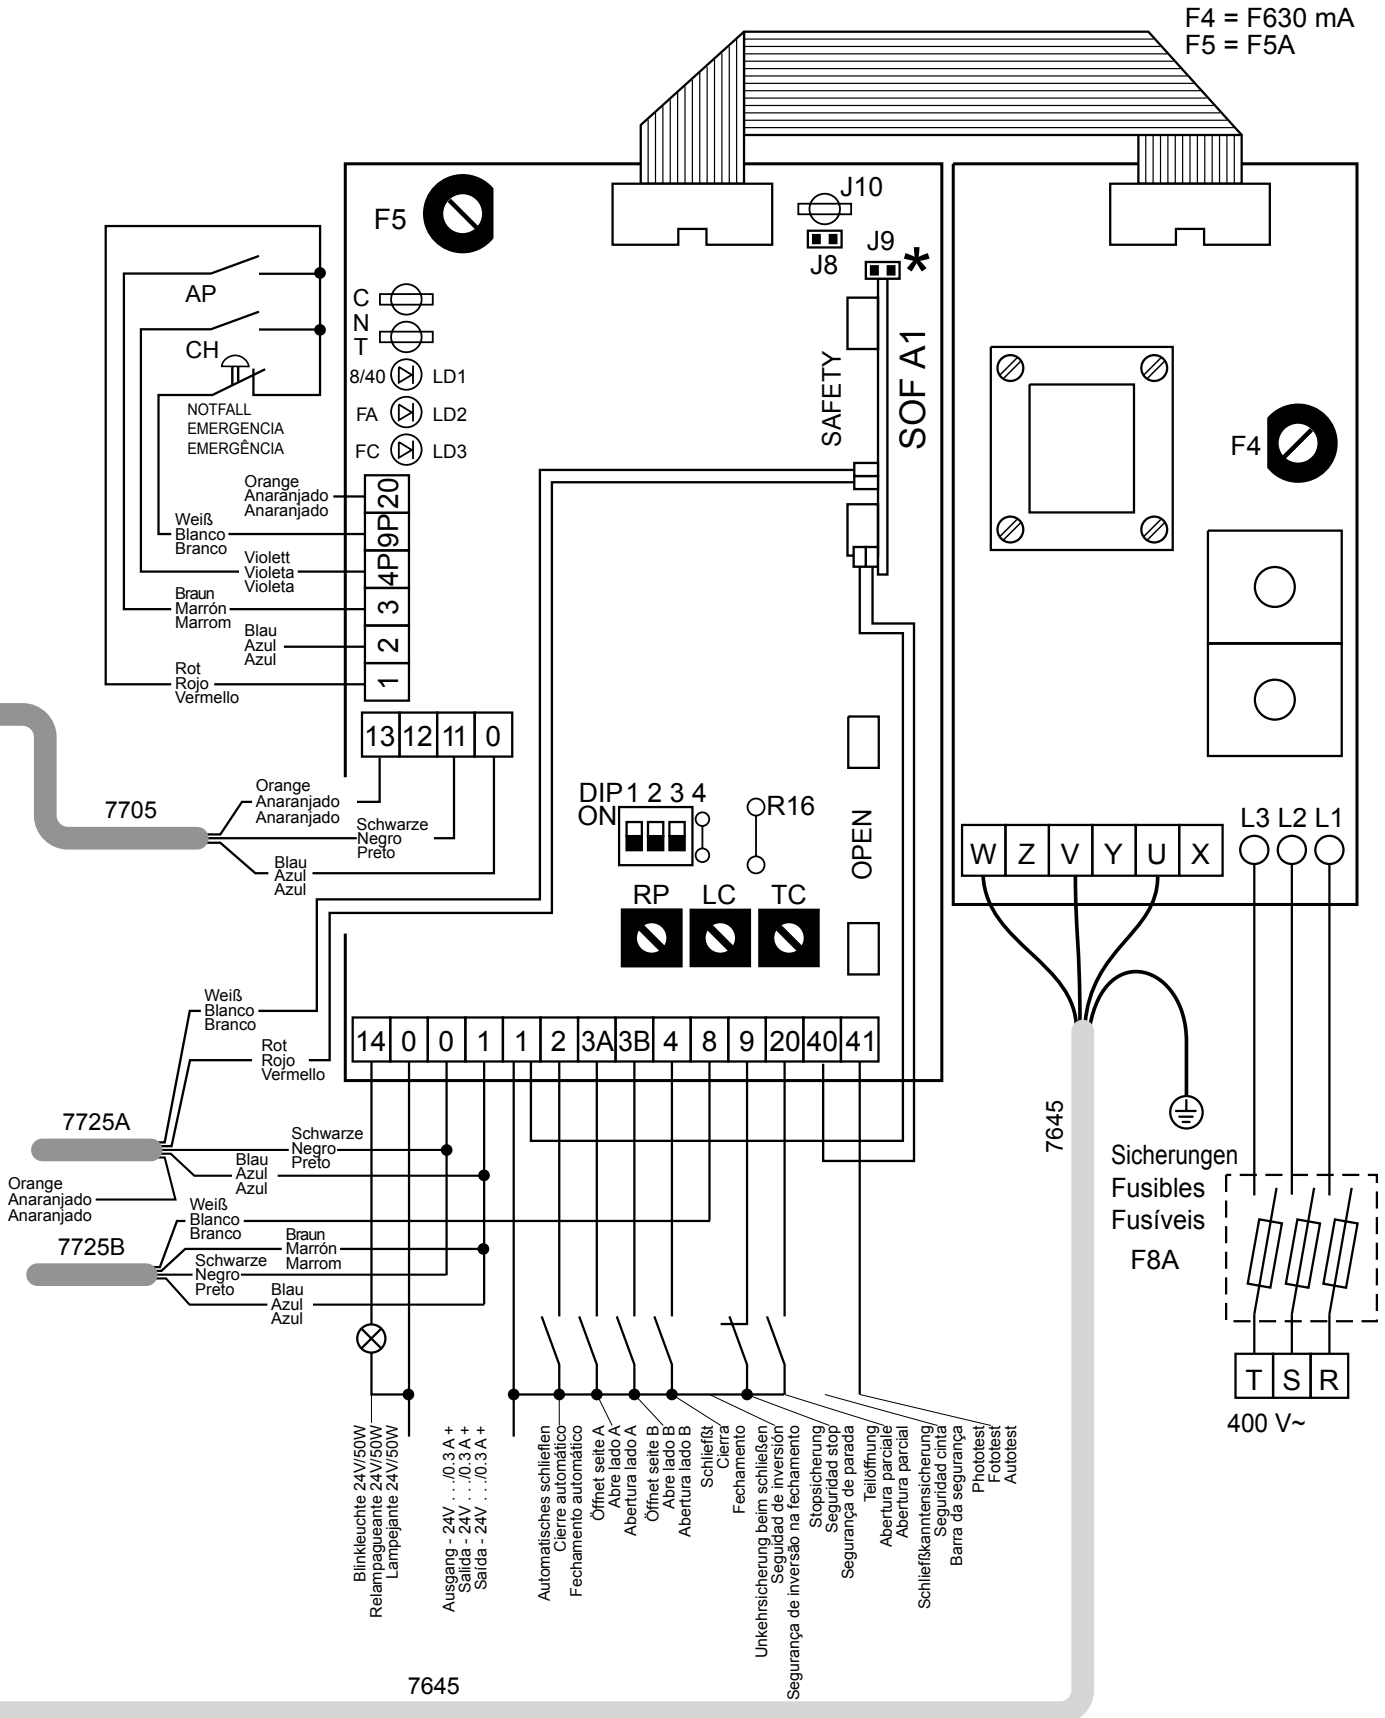 F4 = F630 mA
F5 = F5A
J10
F5
J9
*
J8
AP
C
N
T
CH
8/40
LD1
NOTFALL
EMERGENCIA
EMERGÊNCIA
FA
LD2
FC
LD3
SAFETY
SOF A1
F4
Orange
Anaranjado
Anaranjado
20
Weiß
Blanco
Branco
9P
Violett
Violeta
Violeta
4P
Braun
Marrón
Marrom
3
Blau
Azul
Azul
2
Rot
Rojo
Vermello
1
13 12 11 0
7705
Orange
Anaranjado
Anaranjado
Schwarze
Negro
Preto
Blau
Azul
Azul
DIP 1 2 3 4
ON
R16
OPEN
RP LC TC
W Z V Y U X
L3 L2 L1
Weiß
Blanco
Branco
Rot
Rojo
Vermello
14 0 0 1 1 2 3A 3B 4 8 9 20 40 41
7725A
Schwarze
Negro
Preto
Blau
Azul
Azul
Orange
Anaranjado
Anaranjado
7725B
Weiß
Blanco
Branco
Braun
Marrón
Marrom
Schwarze
Negro
Preto
Blau
Azul
Azul
7645
Sicherungen
Fusibles
Fusíveis
F8A
T S R
400 V~
Blinkleuchte 24V/50W
Relampagueante 24V/50W
Lampejante 24V/50W
Ausgang - 24V . . ./0.3 A +
Salida - 24V . . ./0.3 A +
Saída - 24V . . ./0.3 A +
Automatisches schlieflen
Cierre automático
Fechamento automático
Öffnet seite A
Abre lado A
Abertura lado A
Öffnet seite B
Abre lado B
Abertura lado B
Schließt
Cierra
Fechamento
Unkehrsicherung beim schließen
Seguidad de inversión
Segurança de inversão na fechamento
Stopsicherung
Seguridad stop
Segurança de parada
Teilöffnung
Abertura parciale
Abertura parcial
Schließkanntensicherung
Seguridad cinta
Barra da segurança
Phototest
Fototest
Autotest
7645